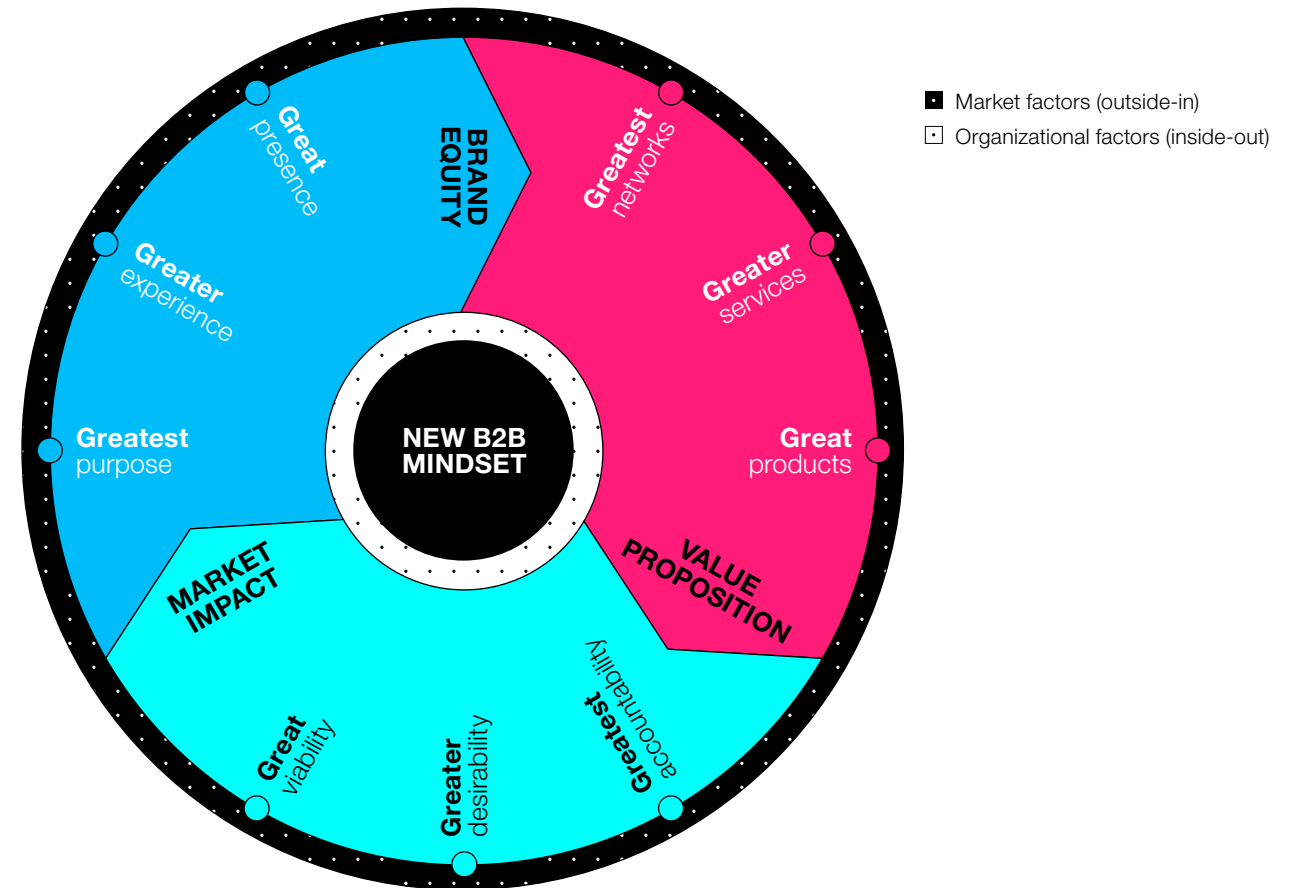 Market factors (outside-in)
Organizational factors (inside-out)
NEW B2B
MINDSET
BRAND
EQUITY
Great
presence
Greater
experience
Greatest
purpose
VALUE
PROPOSITION
Greatest
networks
Greater
services
Great
products
MARKET
IMPACT
Great
viability
Greater
desirability
Greatest
accountability